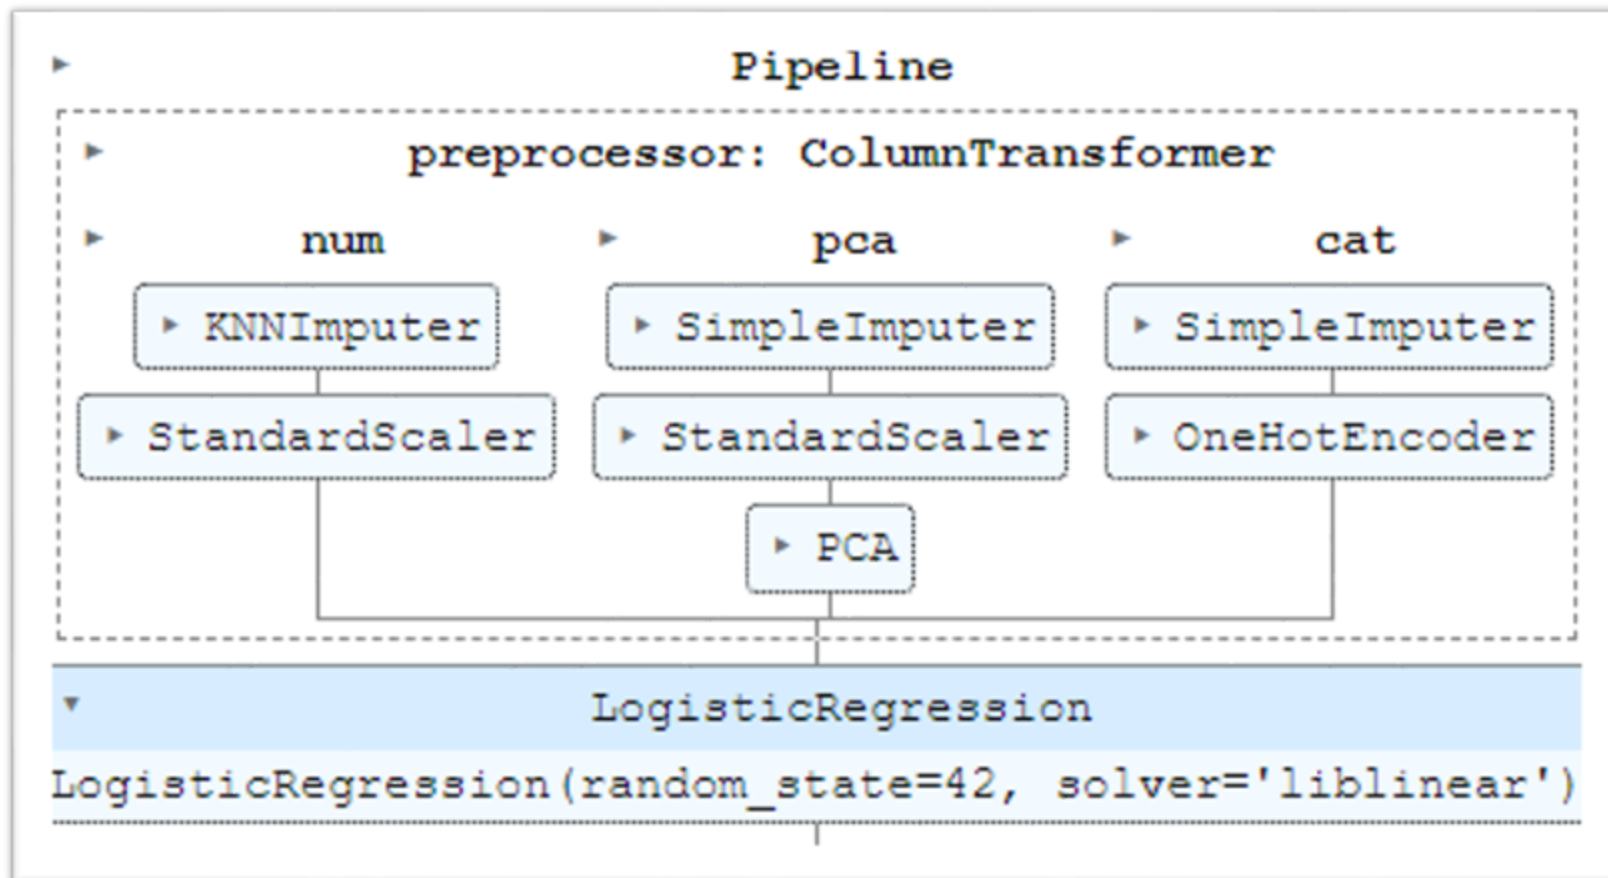 Pipeline
preprocessor: ColumnTransformer
num pca cat
KNNImputer SimpleImputer SimpleImputer
StandardScaler StandardScaler OneHotEncoder
PCA
LogisticRegression
LogisticRegression(random_state=42, solver='liblinear')